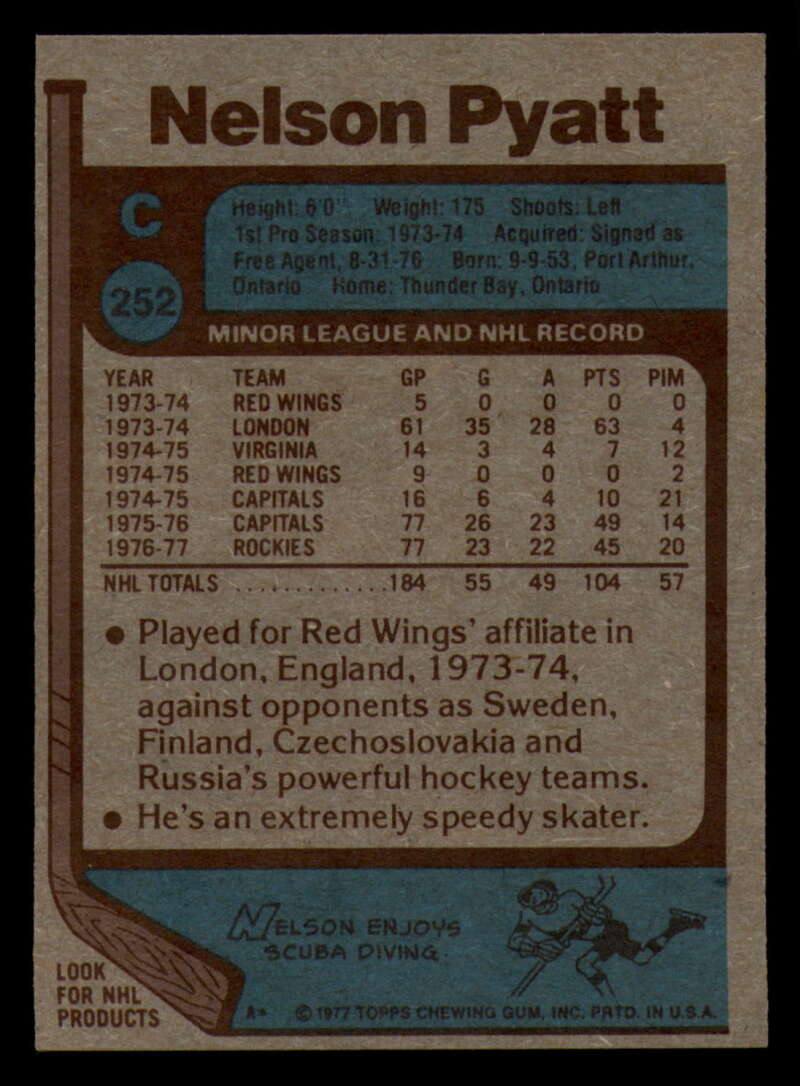 Nelson Pyatt
C
Height: 6'0" Weight: 175 Shoots: Left
1st Pro Season: 1973-74 Acquired: Signed as
Free Agent, 8-31-76 Born: 9-9-53, Port Arthur,
Ontario Home: Thunder Bay, Ontario
252
MINOR LEAGUE AND NHL RECORD
YEAR TEAM GP G A PTS PIM
1973-74 RED WINGS 5 0 0 0 0
1973-74 LONDON 61 35 28 63 4
1974-75 VIRGINIA 14 3 4 7 12
1974-75 RED WINGS 9 0 0 0 2
1974-75 CAPITALS 16 6 4 10 21
1975-76 CAPITALS 77 26 23 49 14
1976-77 ROCKIES 77 23 22 45 20
NHL TOTALS .............184 55 49 104 57
● Played for Red Wings' affiliate in
London, England, 1973-74,
against opponents as Sweden,
Finland, Czechoslovakia and
Russia's powerful hockey teams.
● He's an extremely speedy skater.
NELSON ENJOYS
SCUBA DIVING.
LOOK
FOR NHL
PRODUCTS
A* © 1977 TOPPS CHEWING GUM, INC. PRTD. IN U.S.A.